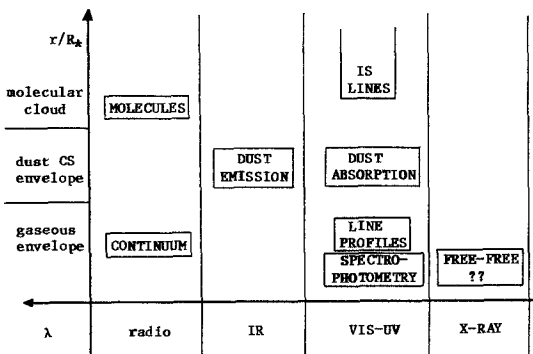 r/R*
IS
LINES
molecular
cloud
MOLECULES
dust CS
envelope
DUST
EMISSION
DUST
ABSORPTION
gaseous
envelope
CONTINUUM
LINE
PROFILES
SPECTRO-
PHOTOMETRY
FREE-FREE
??
λ
radio
IR
VIS-UV
X-RAY